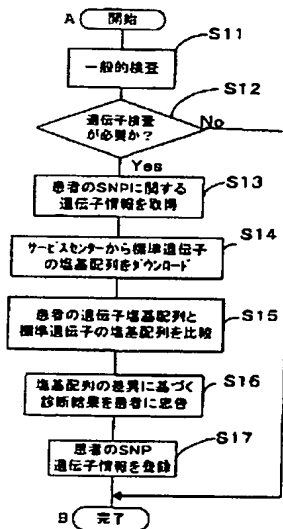 A 開始
S11
一般的検査
S12
遺伝子検査
が必要か?
No
Yes
S13
患者のSNPに関する
遺伝子情報を取得
S14
サービスセンターから標準遺伝子
の塩基配列をダウンロード
S15
患者の遺伝子塩基配列と
標準遺伝子の塩基配列を比較
S16
塩基配列の差異に基づく
診断結果を患者に忠告
S17
患者のSNP
遺伝子情報を登録
B 完了